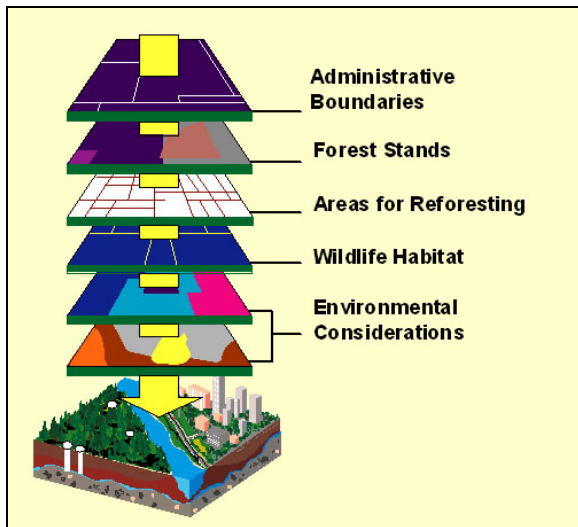 Administrative
Boundaries
Forest Stands
Areas for Reforesting
Wildlife Habitat
Environmental
Considerations